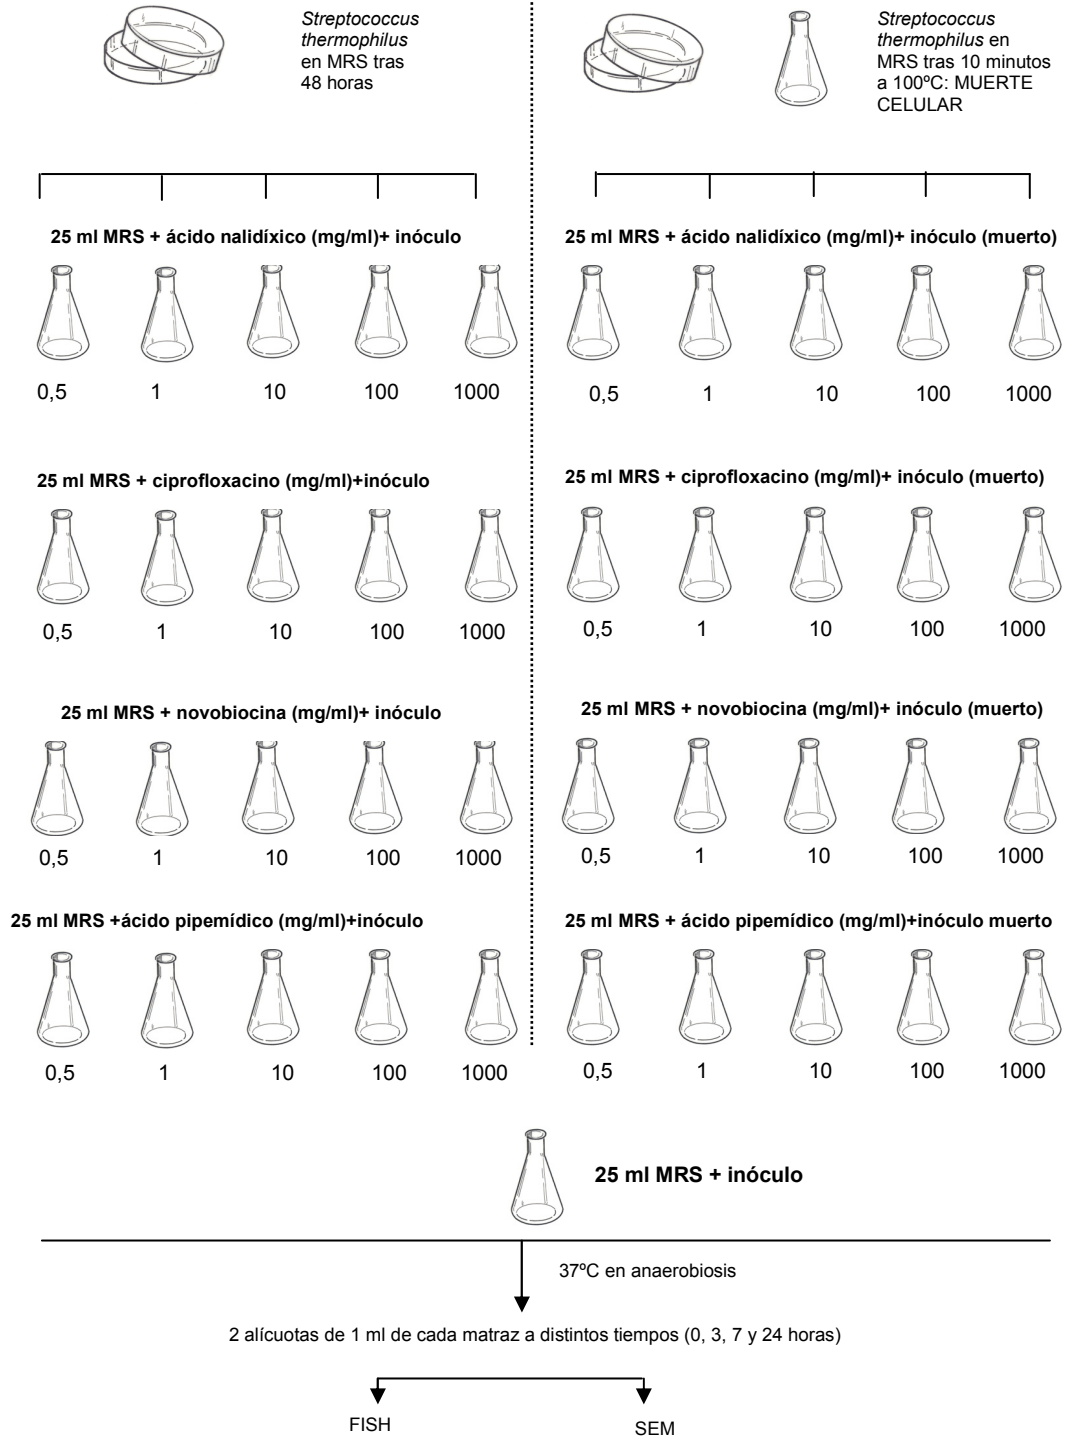 Streptococcus
thermophilus
en MRS tras
48 horas
Streptococcus
thermophilus en
MRS tras 10 minutos
a 100ºC: MUERTE
CELULAR
25 ml MRS + ácido nalidíxico (mg/ml)+ inóculo
0,5 1 10 100 1000
25 ml MRS + ácido nalidíxico (mg/ml)+ inóculo (muerto)
0,5 1 10 100 1000
25 ml MRS + ciprofloxacino (mg/ml)+inóculo
0,5 1 10 100 1000
25 ml MRS + ciprofloxacino (mg/ml)+ inóculo (muerto)
0,5 1 10 100 1000
25 ml MRS + novobiocina (mg/ml)+ inóculo
0,5 1 10 100 1000
25 ml MRS + novobiocina (mg/ml)+ inóculo (muerto)
0,5 1 10 100 1000
25 ml MRS +ácido pipemídico (mg/ml)+inóculo
0,5 1 10 100 1000
25 ml MRS + ácido pipemídico (mg/ml)+inóculo muerto
0,5 1 10 100 1000
25 ml MRS + inóculo
37ºC en anaerobiosis
2 alícuotas de 1 ml de cada matraz a distintos tiempos (0, 3, 7 y 24 horas)
FISH SEM